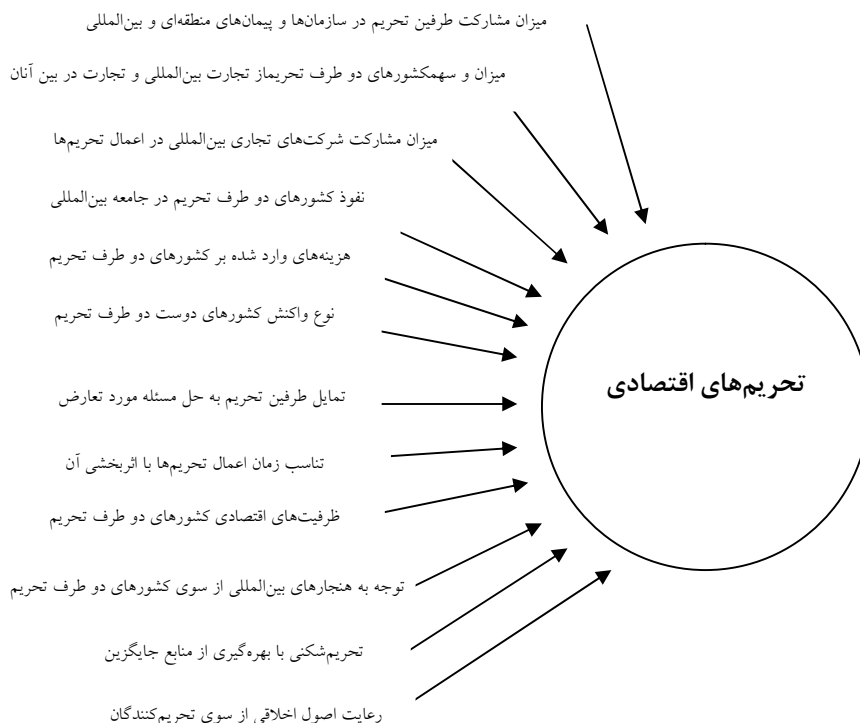 میزان مشارکت طرفین تحریم در سازمان‌ها و پیمان‌های منطقه‌ای و بین‌المللی
میزان و سهمکشورهای دو طرف تحریماز تجارت بین‌المللی و تجارت در بین آنان
میزان مشارکت شرکت‌های تجاری بین‌المللی در اعمال تحریم‌ها
نفوذ کشورهای دو طرف تحریم در جامعه بین‌المللی
هزینه‌های وارد شده بر کشورهای دو طرف تحریم
نوع واکنش کشورهای دوست دو طرف تحریم
تمایل طرفین تحریم به حل مسئله مورد تعارض
تناسب زمان اعمال تحریم‌ها با اثربخشی آن
ظرفیت‌های اقتصادی کشورهای دو طرف تحریم
توجه به هنجارهای بین‌المللی از سوی کشورهای دو طرف تحریم
تحریم‌شکنی با بهره‌گیری از منابع جایگزین
رعایت اصول اخلاقی از سوی تحریم‌کنندگان
تحریم‌های اقتصادی